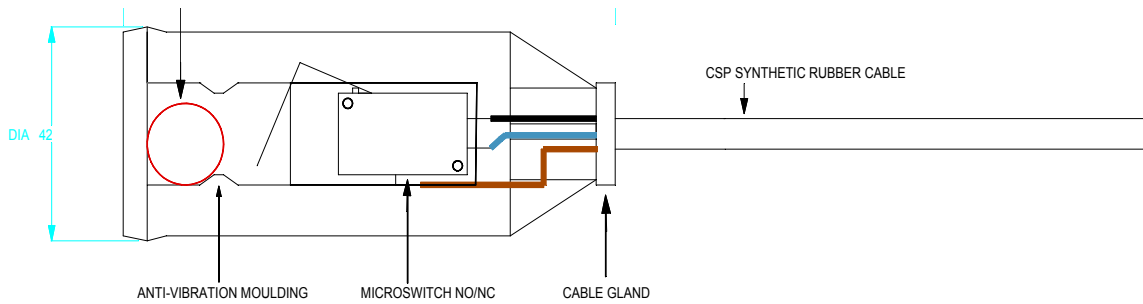 CSP SYNTHETIC RUBBER CABLE
DIA 42
ANTI-VIBRATION MOULDING
MICROSWITCH NO/NC
CABLE GLAND